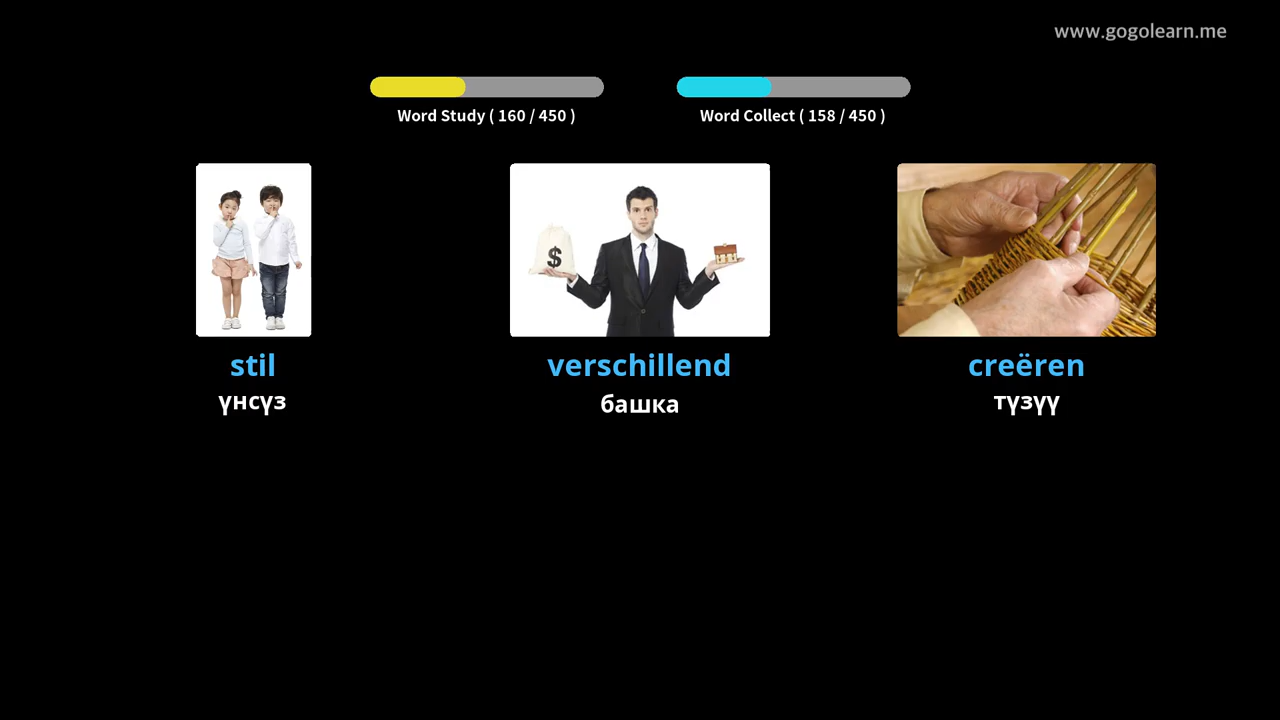 www.gogolearn.me
Word Study ( 160 / 450 )
Word Collect ( 158 / 450 )
$
stil
үнсүз
verschillend
башка
creëren
түзүү